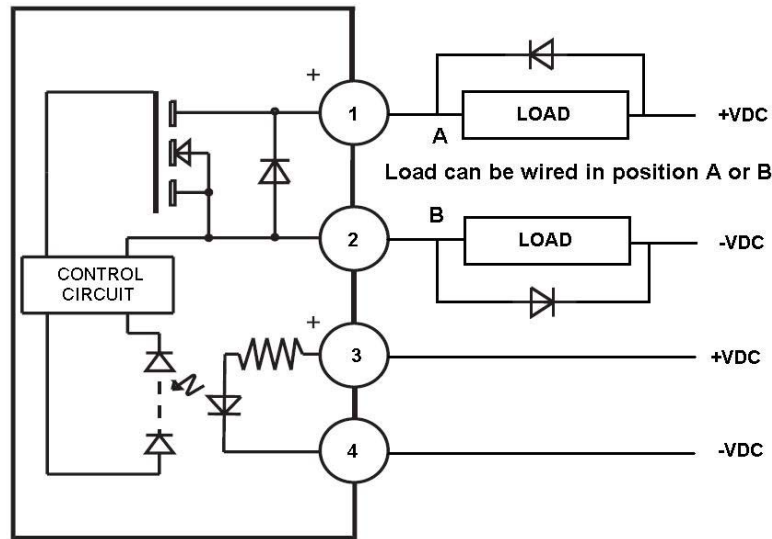 +
1
A
LOAD
+VDC
Load can be wired in position A or B
B
2
LOAD
-VDC
CONTROL
CIRCUIT
+
3
+VDC
4
-VDC